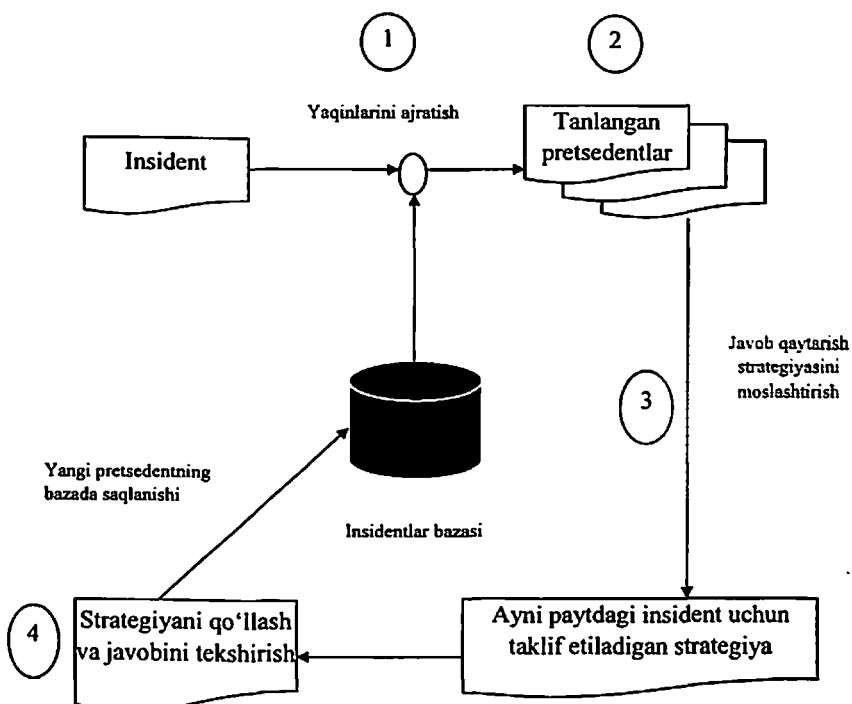 1
2
Yaqinlarini ajratish
Insident
Tanlangan
pretsedentlar
Javob qaytarish
strategiyasini
moslashtirish
3
Yangi pretsedentning
bazada saqlanishi
Insidentlar bazasi
4
Strategiyani qo‘llash
va javobini tekshirish
Ayni paytdagi insident uchun
taklif etiladigan strategiya